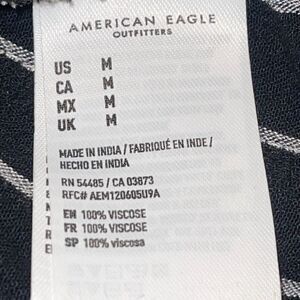 AMERICAN EAGLE
OUTFITTERS
US M
CA M
MX M
UK M
MADE IN INDIA / FABRIQUÉ EN INDE /
HECHO EN INDIA
RN 54485 / CA 03873
RFC# AEM120605U9A
EN 100% VISCOSE
FR 100% VISCOSE
SP 100% viscosa